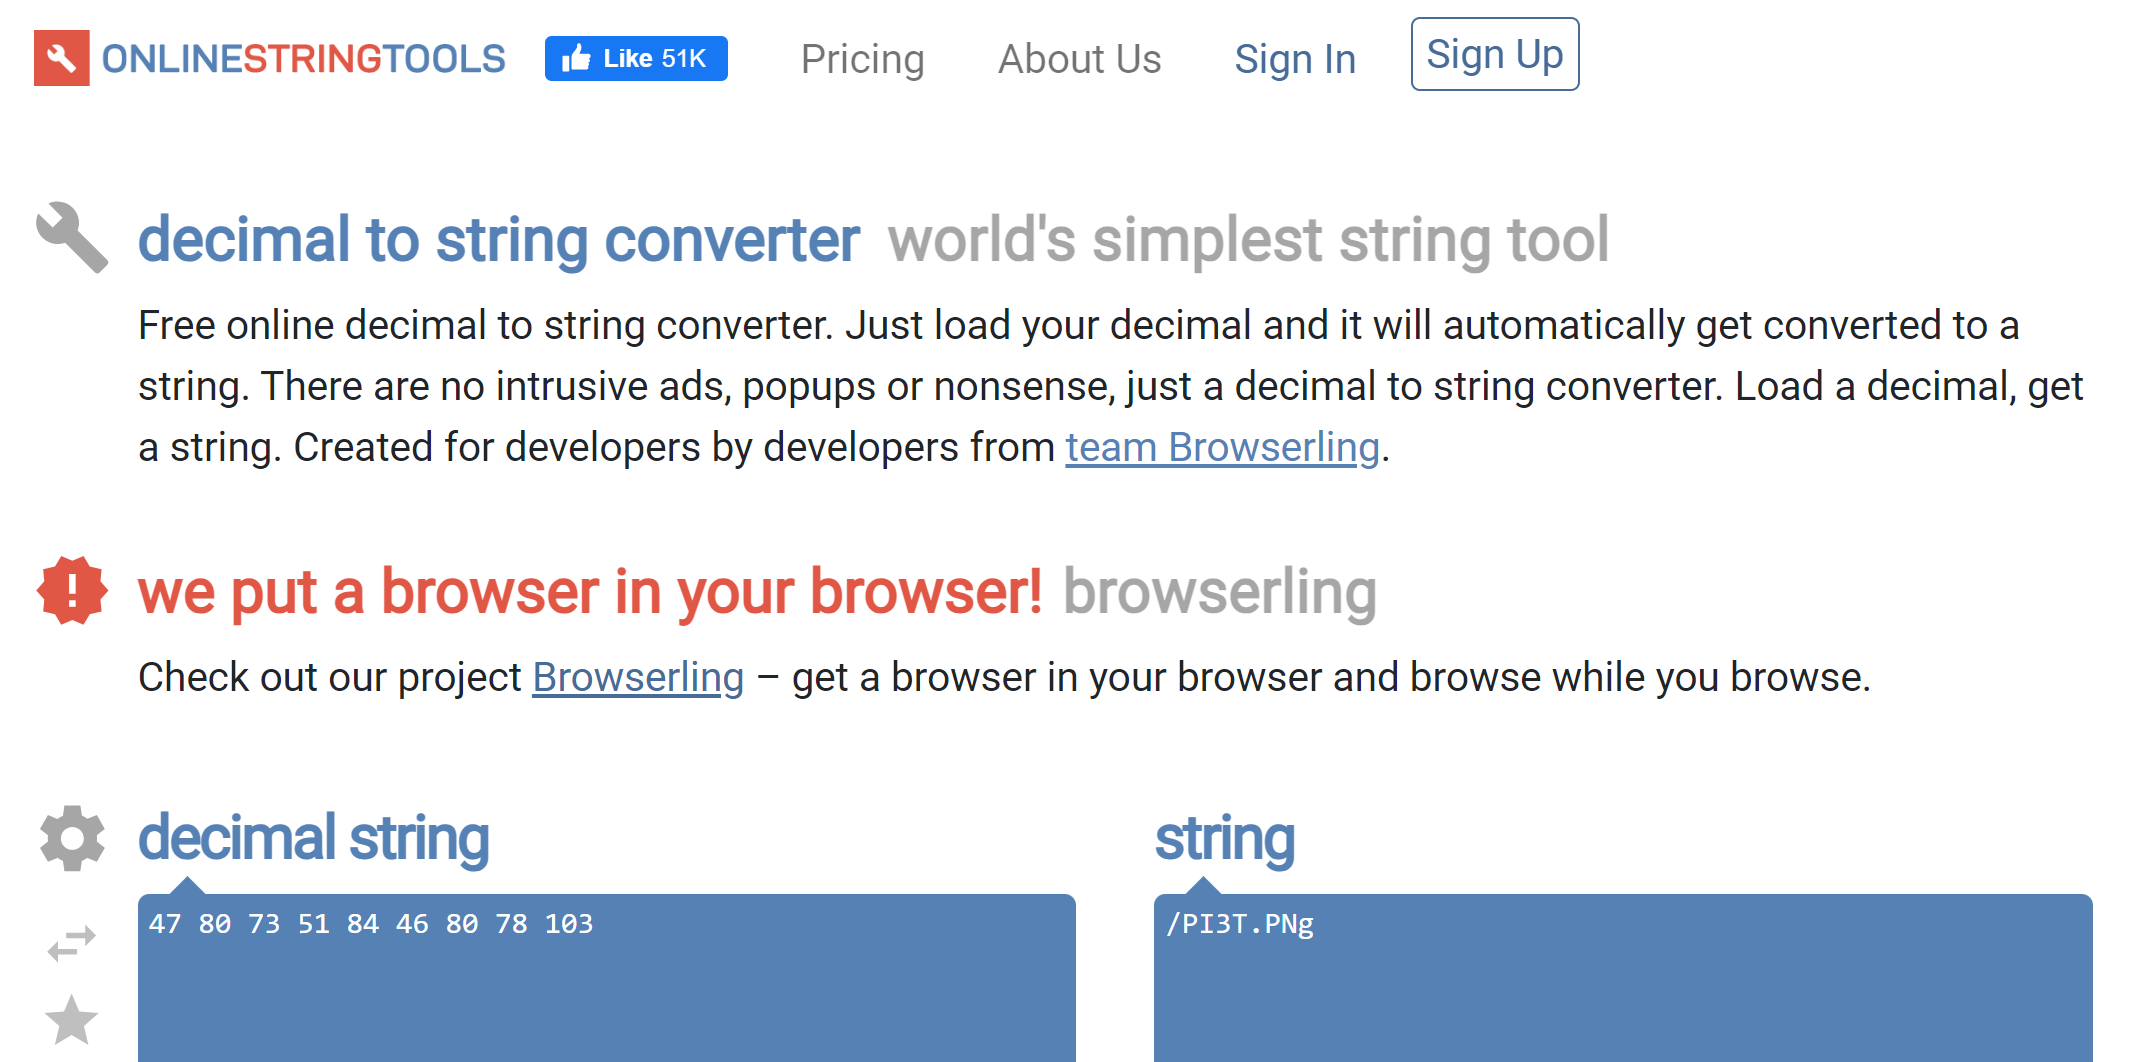 ONLINESTRINGTOOLS Like 51K Pricing About Us Sign In Sign Up
decimal to string converter world's simplest string tool
Free online decimal to string converter. Just load your decimal and it will automatically get converted to a
string. There are no intrusive ads, popups or nonsense, just a decimal to string converter. Load a decimal, get
a string. Created for developers by developers from team Browserling.
we put a browser in your browser! browserling
Check out our project Browserling – get a browser in your browser and browse while you browse.
decimal string
47 80 73 51 84 46 80 78 103
string
/PI3T.PNg